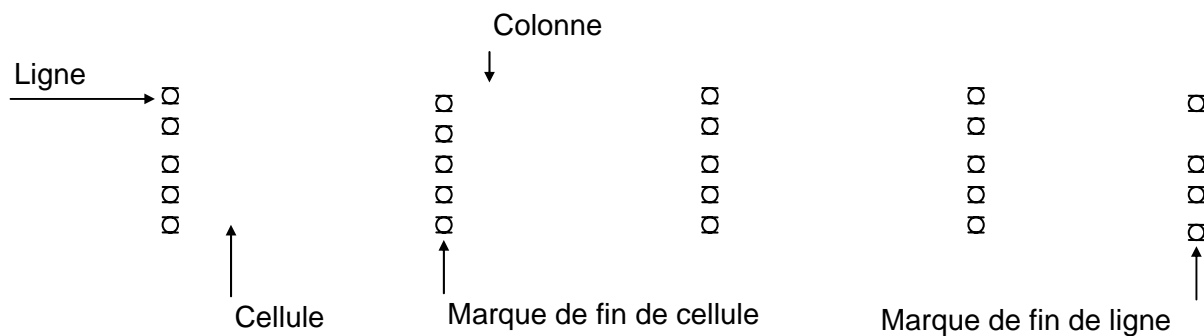 Colonne
Ligne
Cellule
Marque de fin de cellule
Marque de fin de ligne